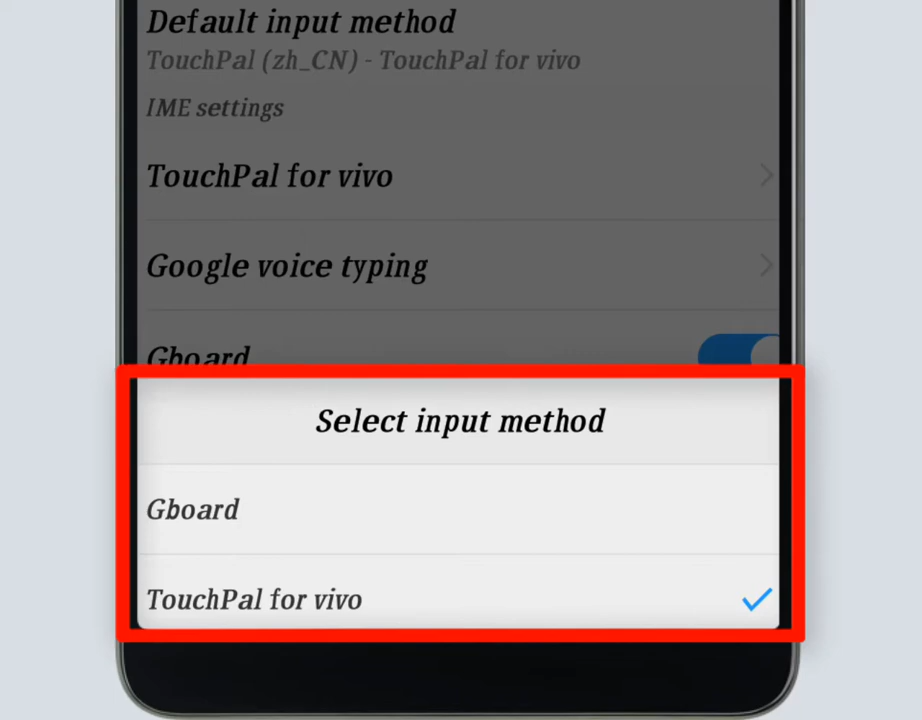 Default input method
TouchPal (zh_CN) - TouchPal for vivo
IME settings
TouchPal for vivo
Google voice typing
Gboard
Select input method
Gboard
TouchPal for vivo